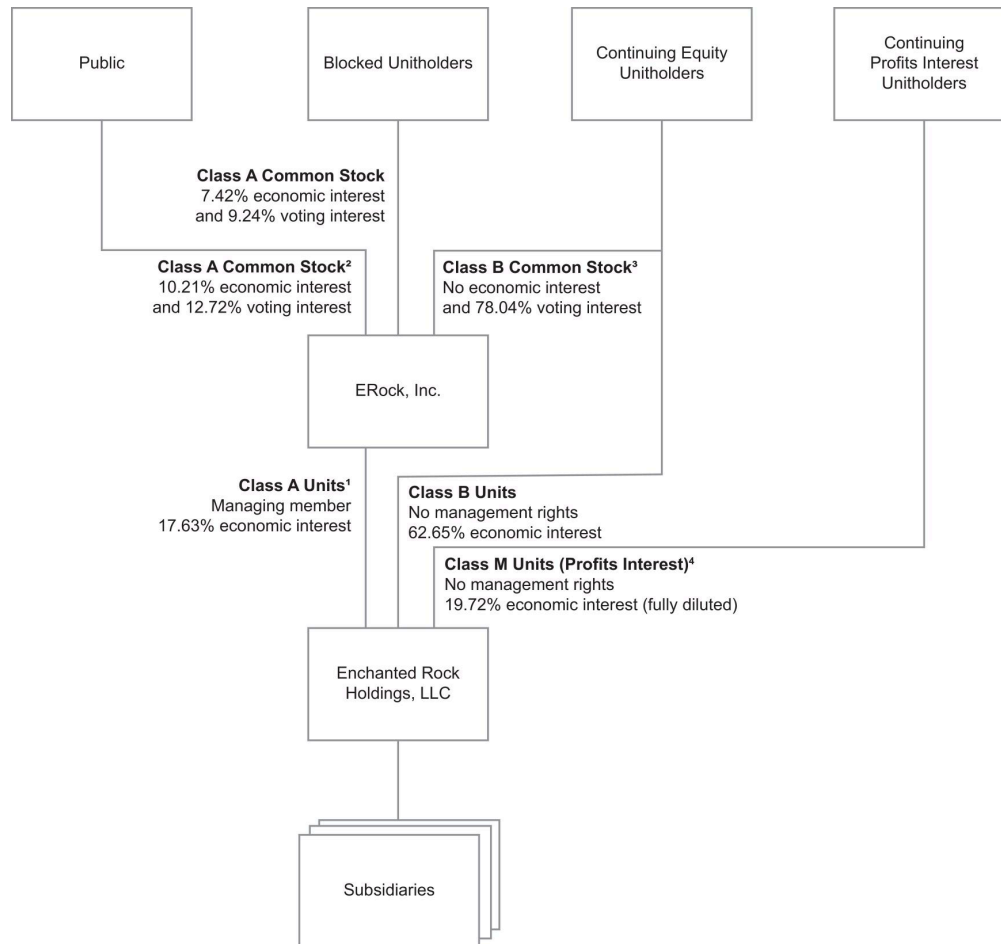 Public
Blocked Unitholders
Continuing Equity
Unitholders
Continuing
Profits Interest
Unitholders
Class A Common Stock
7.42% economic interest
and 9.24% voting interest
Class A Common Stock²
10.21% economic interest
and 12.72% voting interest
Class B Common Stock³
No economic interest
and 78.04% voting interest
ERock, Inc.
Class A Units¹
Managing member
17.63% economic interest
Class B Units
No management rights
62.65% economic interest
Class M Units (Profits Interest)⁴
No management rights
19.72% economic interest (fully diluted)
Enchanted Rock
Holdings, LLC
Subsidiaries